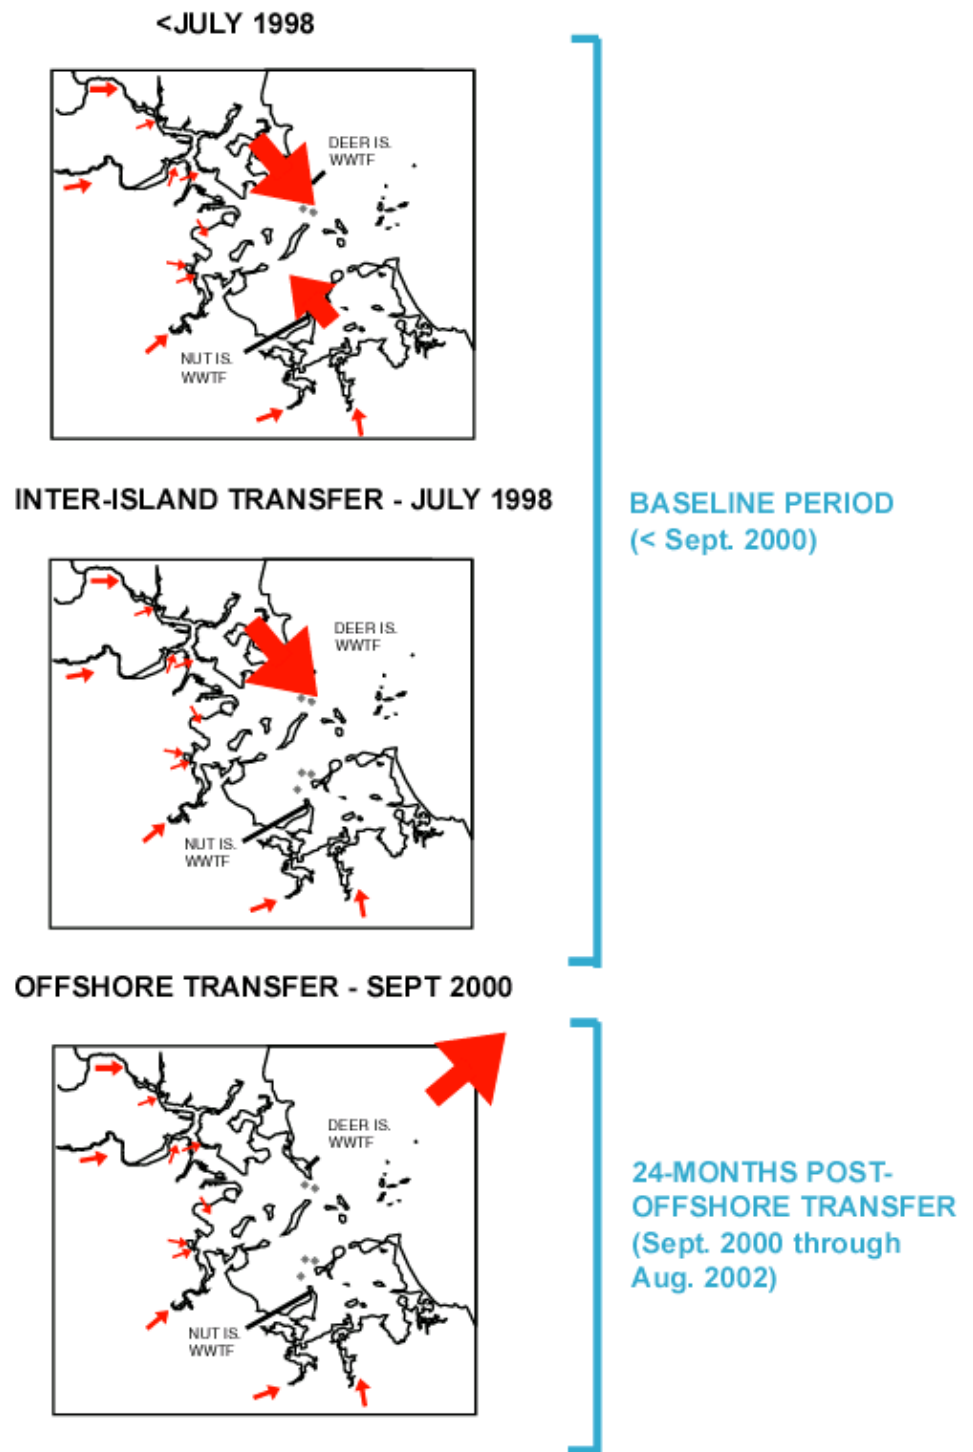 <JULY 1998
DEER IS.
WWTF
NUT IS.
WWTF
INTER-ISLAND TRANSFER - JULY 1998
DEER IS.
WWTF
NUT IS.
WWTF
BASELINE PERIOD
(< Sept. 2000)
OFFSHORE TRANSFER - SEPT 2000
DEER IS.
WWTF
NUT IS.
WWTF
24-MONTHS POST-
OFFSHORE TRANSFER
(Sept. 2000 through
Aug. 2002)